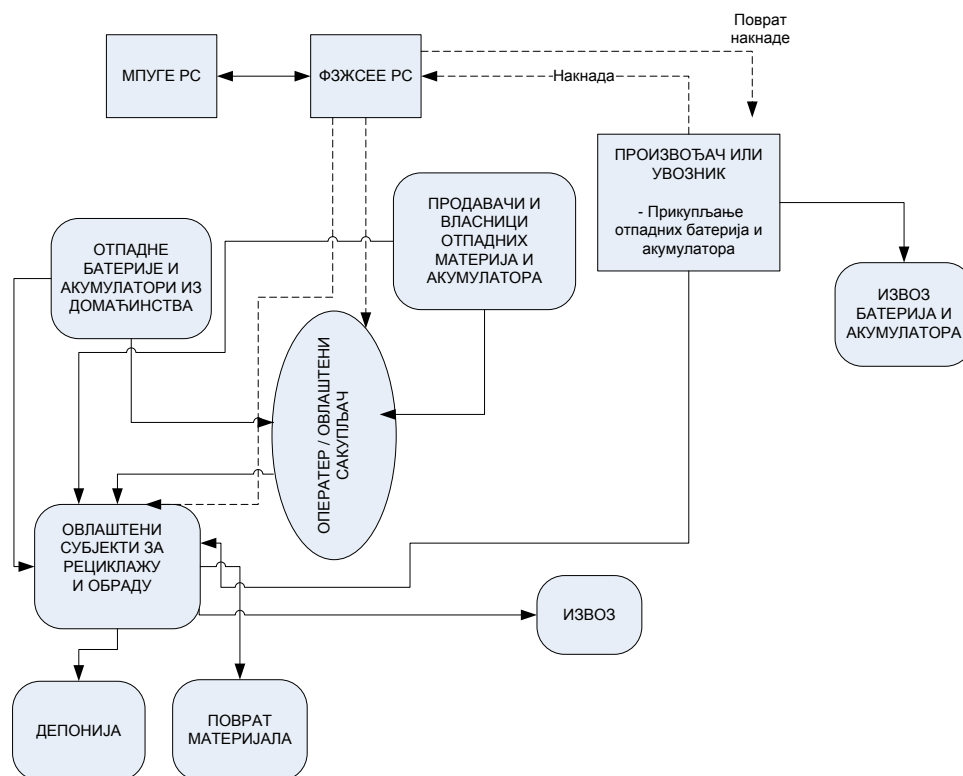 Поврат
накнаде
МПУГЕ РС
ФЗЖСЕЕ РС
Накнада
ПРОИЗВОЂАЧ ИЛИ
УВОЗНИК
- Прикупљање
отпадних батерија и
акумулатора
ПРОДАВАЧИ И
ВЛАСНИЦИ
ОТПАДНИХ
МАТЕРИЈА И
АКУМУЛАТОРА
ОТПАДНЕ
БАТЕРИЈЕ И
АКУМУЛАТОРИ ИЗ
ДОМАЋИНСТВА
ИЗВОЗ
БАТЕРИЈА И
АКУМУЛАТОРА
ОПЕРАТЕР / ОВЛАШТЕНИ
САКУПЉАЧ
ОВЛАШТЕНИ
СУБЈЕКТИ ЗА
РЕЦИКЛАЖУ
И ОБРАДУ
ИЗВОЗ
ДЕПОНИЈА
ПОВРАТ
МАТЕРИЈАЛА